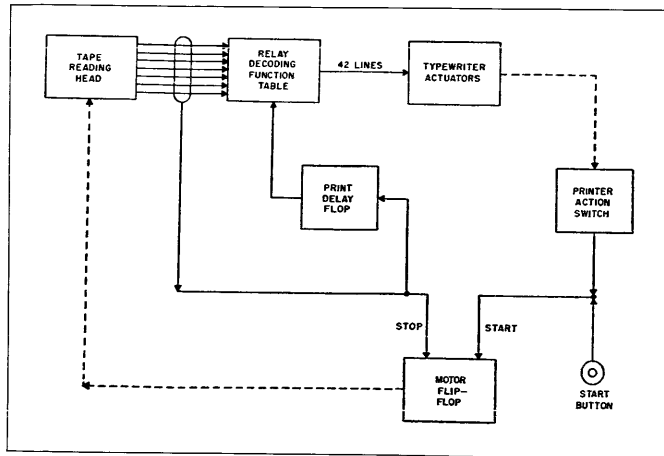 TAPE
READING
HEAD
RELAY
DECODING
FUNCTION
TABLE
42 LINES
TYPEWRITER
ACTUATORS
PRINT
DELAY
FLOP
PRINTER
ACTION
SWITCH
STOP
START
MOTOR
FLIP-
FLOP
START
BUTTON